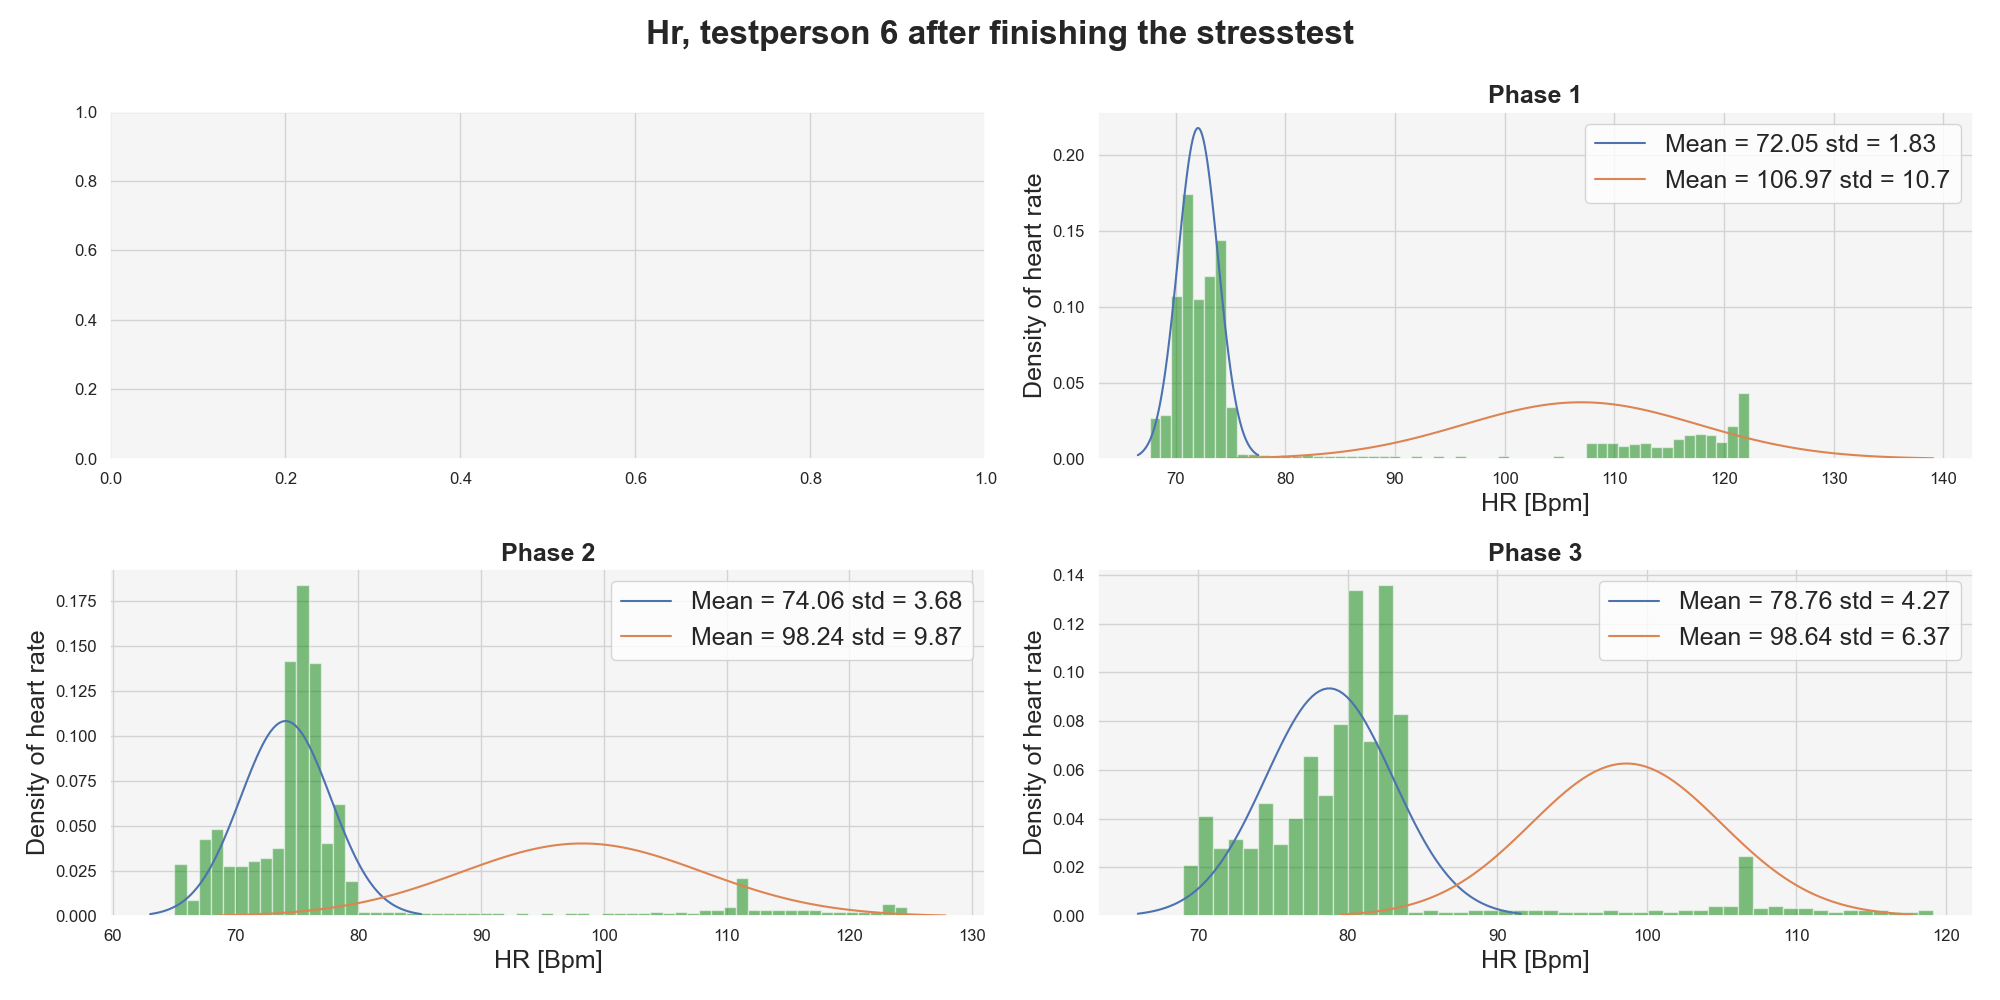 Hr, testperson 6 after finishing the stresstest
1.0
0.8
0.6
0.4
0.2
0.0
0.0 0.2 0.4 0.6 0.8 1.0
Phase 1
Density of heart rate
0.20
0.15
0.10
0.05
0.00
Mean = 72.05 std = 1.83
Mean = 106.97 std = 10.7
70 80 90 100 110 120 130 140
HR [Bpm]
Phase 2
Density of heart rate
0.175
0.150
0.125
0.100
0.075
0.050
0.025
0.000
Mean = 74.06 std = 3.68
Mean = 98.24 std = 9.87
60 70 80 90 100 110 120 130
HR [Bpm]
Phase 3
Density of heart rate
0.14
0.12
0.10
0.08
0.06
0.04
0.02
0.00
Mean = 78.76 std = 4.27
Mean = 98.64 std = 6.37
70 80 90 100 110 120
HR [Bpm]